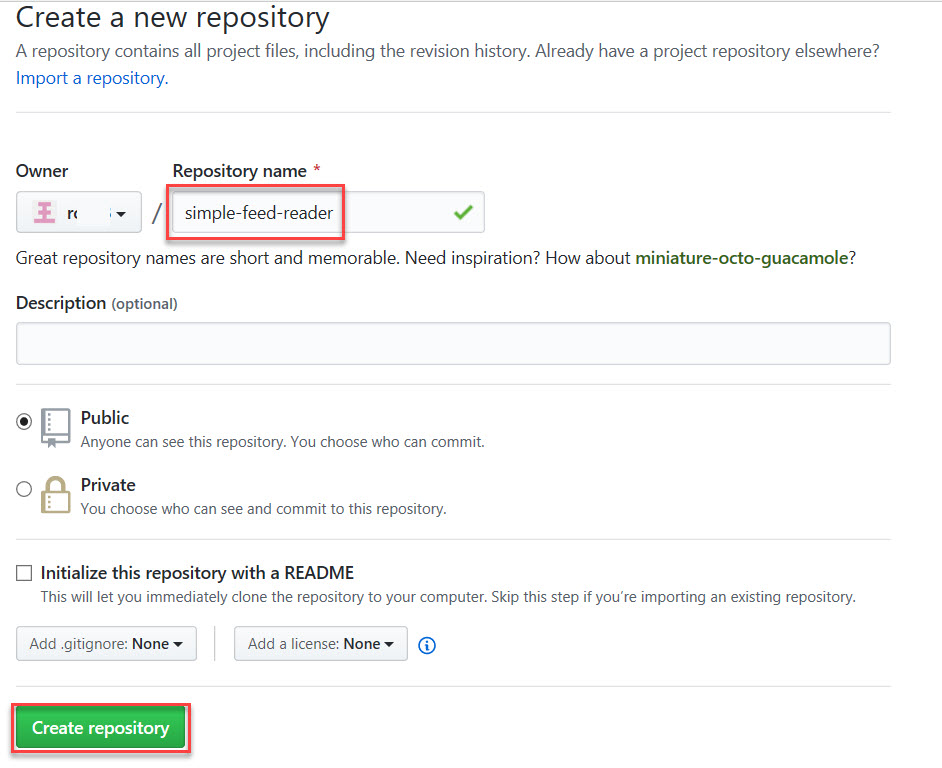 Create a new repository
A repository contains all project files, including the revision history. Already have a project repository elsewhere?
Import a repository.
Owner
Repository name *
/
simple-feed-reader
Great repository names are short and memorable. Need inspiration? How about miniature-octo-guacamole?
Description (optional)
Public
Anyone can see this repository. You choose who can commit.
Private
You choose who can see and commit to this repository.
Initialize this repository with a README
This will let you immediately clone the repository to your computer. Skip this step if you’re importing an existing repository.
Add .gitignore: None
Add a license: None
Create repository